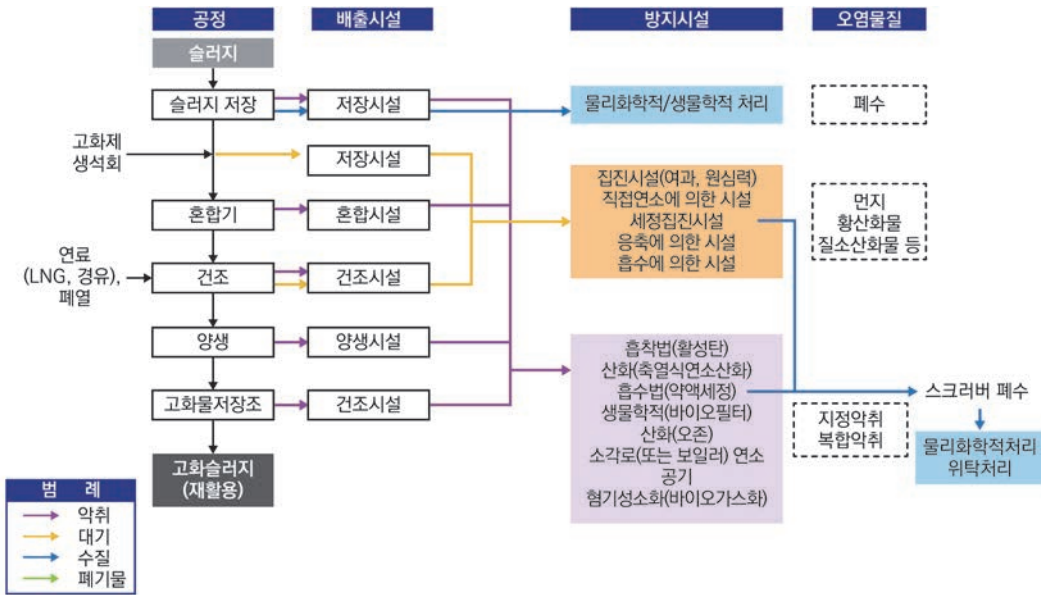 공정
배출시설
방지시설
오염물질
슬러지
슬러지 저장
저장시설
물리화학적/생물학적 처리
폐수
고화제
생석회
저장시설
집진시설(여과, 원심력)
직접연소에 의한 시설
세정집진시설
응축에 의한 시설
흡수에 의한 시설
먼지
황산화물
질소산화물 등
혼합기
혼합시설
연료
(LNG, 경유),
폐열
건조
건조시설
양생
양생시설
흡착법(활성탄)
산화(축열식연소산화)
흡수법(약액세정)
생물학적(바이오필터)
산화(오존)
소각로(또는 보일러) 연소
공기
혐기성소화(바이오가스화)
고화물저장조
건조시설
지정악취
복합악취
스크러버 폐수
물리화학적처리
위탁처리
고화슬러지
(재활용)
범 례
악취
대기
수질
폐기물